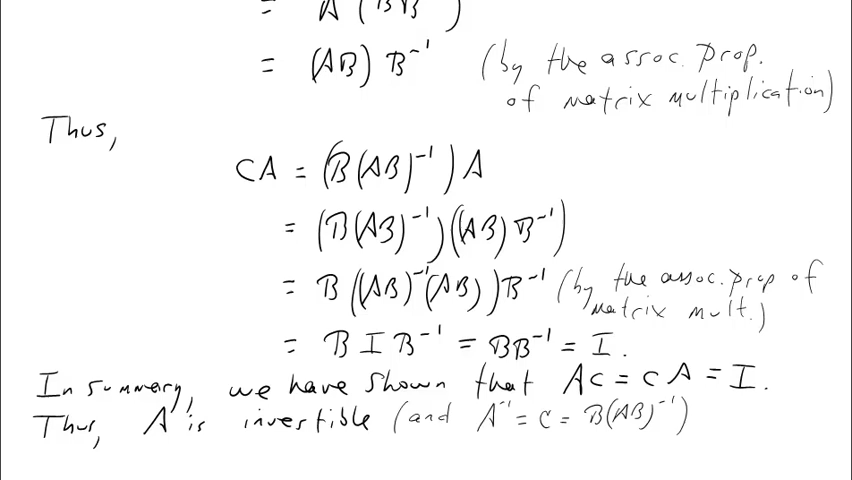 = A (BB⁻¹)
= (AB) B⁻¹ (by the assoc. prop.
of matrix multiplication)
Thus,
CA = (B(AB)⁻¹) A
= (B(AB)⁻¹)((AB) B⁻¹)
= B ((AB)⁻¹(AB)) B⁻¹ (by the assoc. prop of
matrix mult.)
= B I B⁻¹ = BB⁻¹ = I.
In summary, we have shown that AC = CA = I.
Thus, A is invertible (and A⁻¹ = C = B(AB)⁻¹)